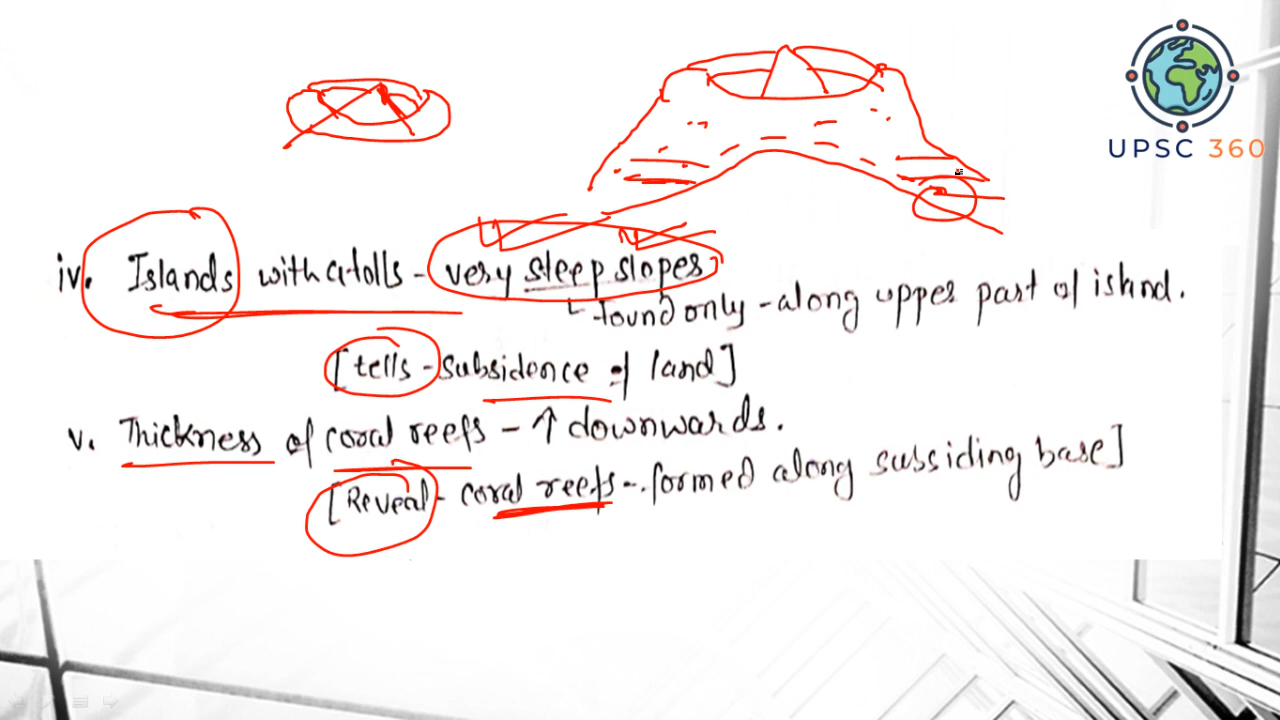 UPSC 360
iv. Islands with atolls - very steep slopes
found only - along upper part of island.
[tells - subsidence of land]
v. Thickness of coral reefs - ↑ downwards.
[Reveal - coral reefs - formed along subsiding base]